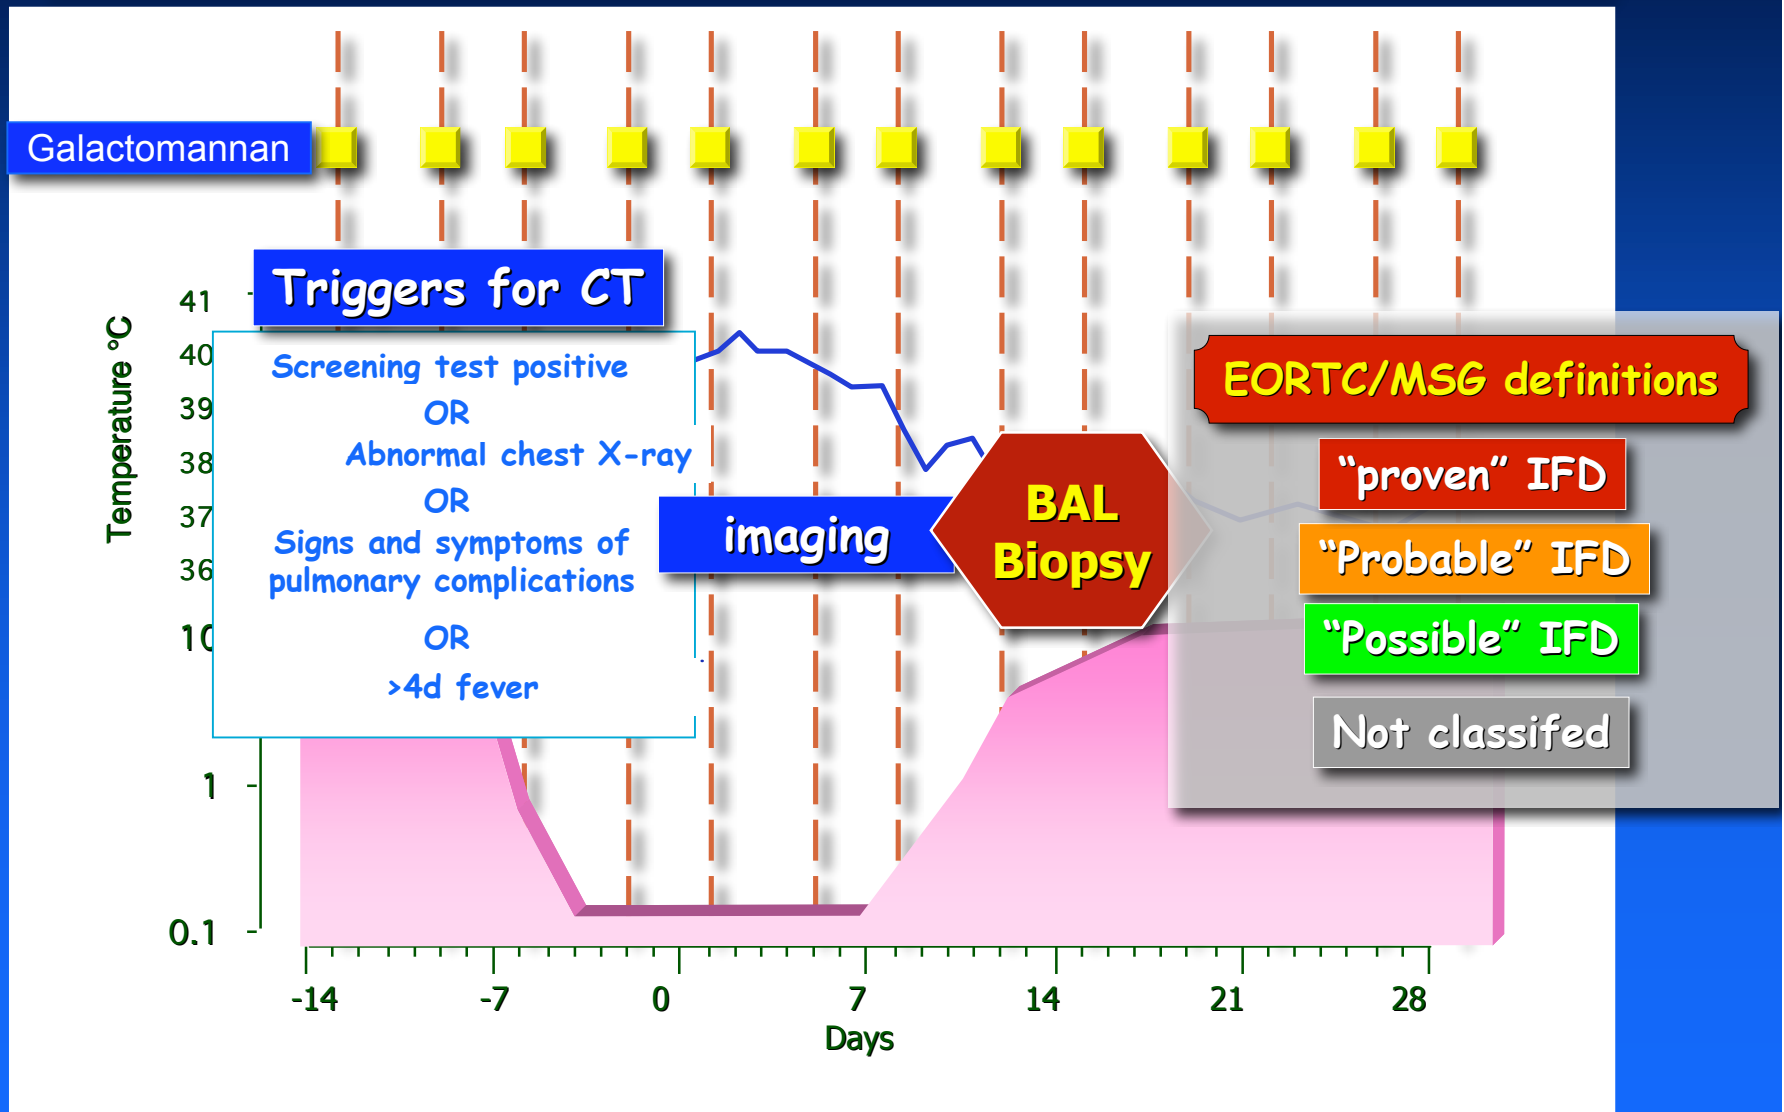 Galactomannan
Triggers for CT
Screening test positive
OR
Abnormal chest X-ray
OR
Signs and symptoms of
pulmonary complications
OR
>4d fever
Temperature °C
41
40
39
38
37
36
10
1
0.1
imaging
BAL
Biopsy
EORTC/MSG definitions
“proven” IFD
“Probable” IFD
“Possible” IFD
Not classifed
-14 -7 0 7 14 21 28
Days